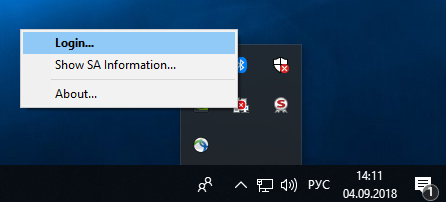 Login...
Show SA Information...
About...
S
РУС
14:11
04.09.2018
1